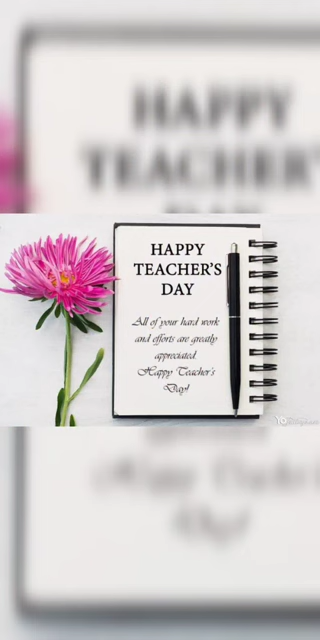 HAPPY
TEACHER'S
DAY
All of your hard work
and efforts are greatly
appreciated
Happy Teacher's
Day!